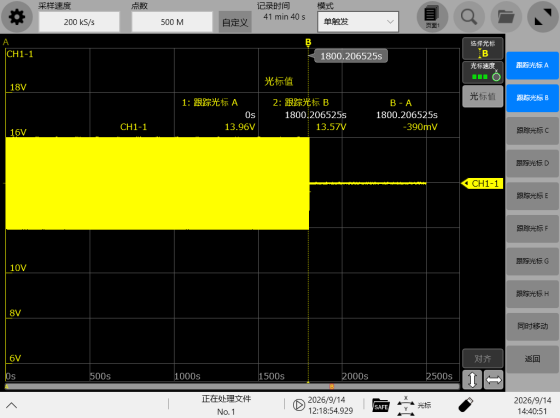 采样速度 点数 记录时间 模式
200 kS/s 500 M 自定义 41 min 40 s 单触发 页面1
A B 1800.206525s
CH1-1
选择光标
B
光标速度
光标值
光标值
1: 跟踪光标 A 2: 跟踪光标 B B - A
0s 1800.206525s 1800.206525s
CH1-1 13.96V 13.57V -390mV
18V
16V
CH1-1
10V
8V
6V
0s 500s 1000s 1500s 2000s 2500s
对齐
跟踪光标 A
跟踪光标 B
跟踪光标 C
跟踪光标 D
跟踪光标 E
跟踪光标 F
跟踪光标 G
跟踪光标 H
同时移动
返回
正在处理文件
No. 1
2026/9/14
12:18:54.929
SAFE
X
Y
光标
2026/9/14
14:40:51